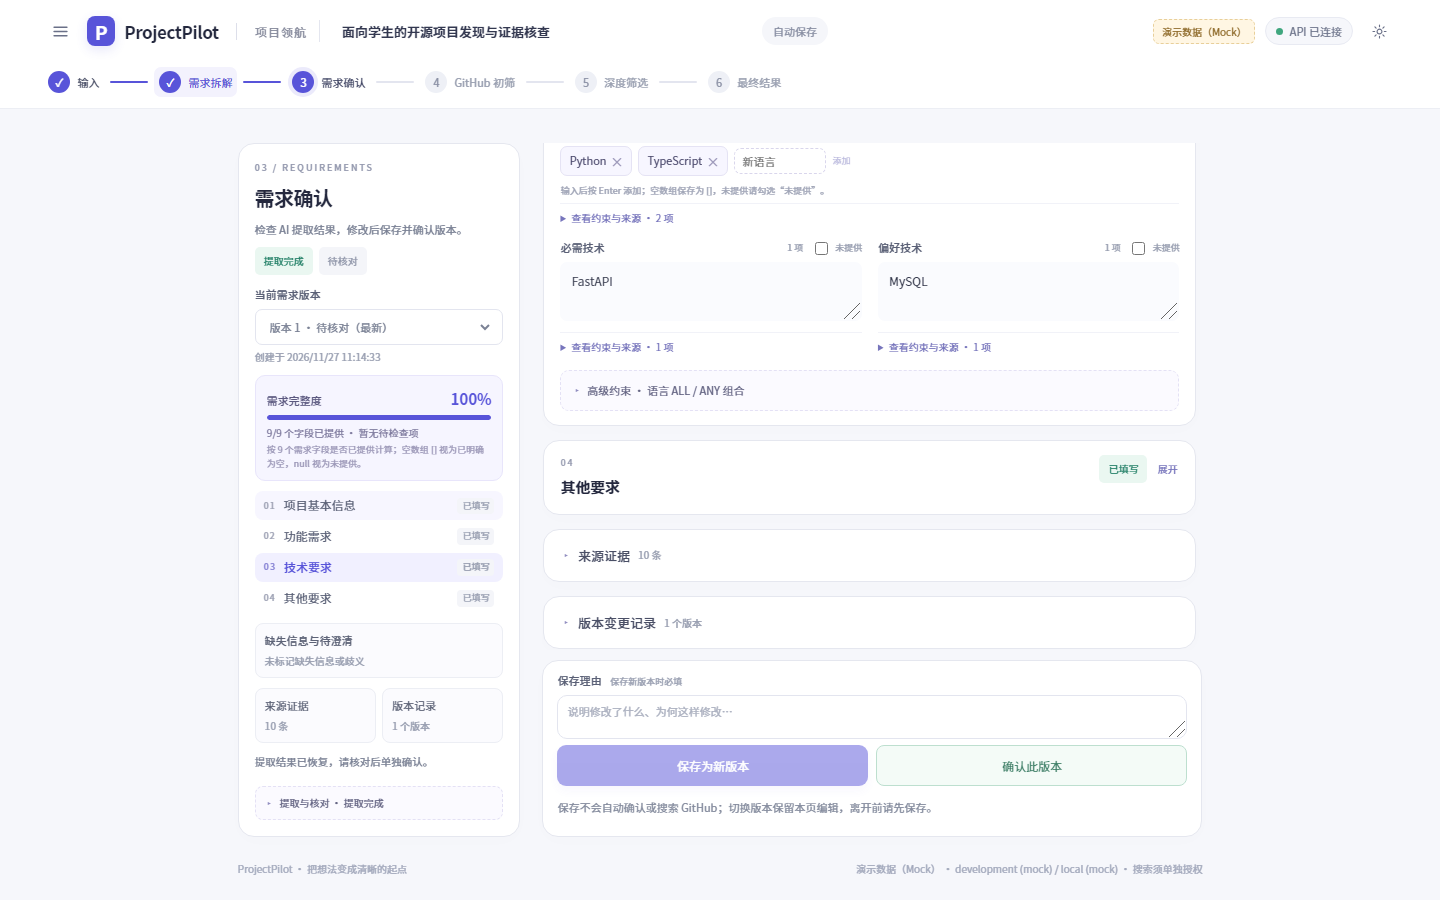 P ProjectPilot 项目领航 面向学生的开源项目发现与证据核查 自动保存 演示数据（Mock） API 已连接
输入 需求拆解 3 需求确认 4 GitHub 初筛 5 深度筛选 6 最终结果
03 / REQUIREMENTS
需求确认
检查 AI 提取结果，修改后保存并确认版本。
提取完成 待核对
当前需求版本
版本 1 · 待核对（最新）
创建于 2026/11/27 11:14:33
需求完整度 100%
9/9 个字段已提供 · 暂无待检查项
按 9 个需求字段是否已提供计算；空数组 [] 视为已明确
为空，null 视为未提供。
01 项目基本信息 已填写
02 功能需求 已填写
03 技术要求 已填写
04 其他要求 已填写
缺失信息与待澄清
未标记缺失信息或歧义
来源证据 版本记录
10 条 1 个版本
提取结果已恢复，请核对后单独确认。
提取与核对 · 提取完成
Python TypeScript 新语言 添加
输入后按 Enter 添加；空数组保存为 []，未提供请勾选“未提供”。
查看约束与来源 · 2 项
必需技术 1 项 未提供 偏好技术 1 项 未提供
FastAPI MySQL
查看约束与来源 · 1 项 查看约束与来源 · 1 项
高级约束 · 语言 ALL / ANY 组合
04
其他要求 已填写 展开
来源证据 10 条
版本变更记录 1 个版本
保存理由 保存新版本时必填
说明修改了什么、为何这样修改…
保存为新版本 确认此版本
保存不会自动确认或搜索 GitHub；切换版本保留本页编辑，离开前请先保存。
ProjectPilot · 把想法变成清晰的起点 演示数据（Mock） · development (mock) / local (mock) · 搜索须单独授权